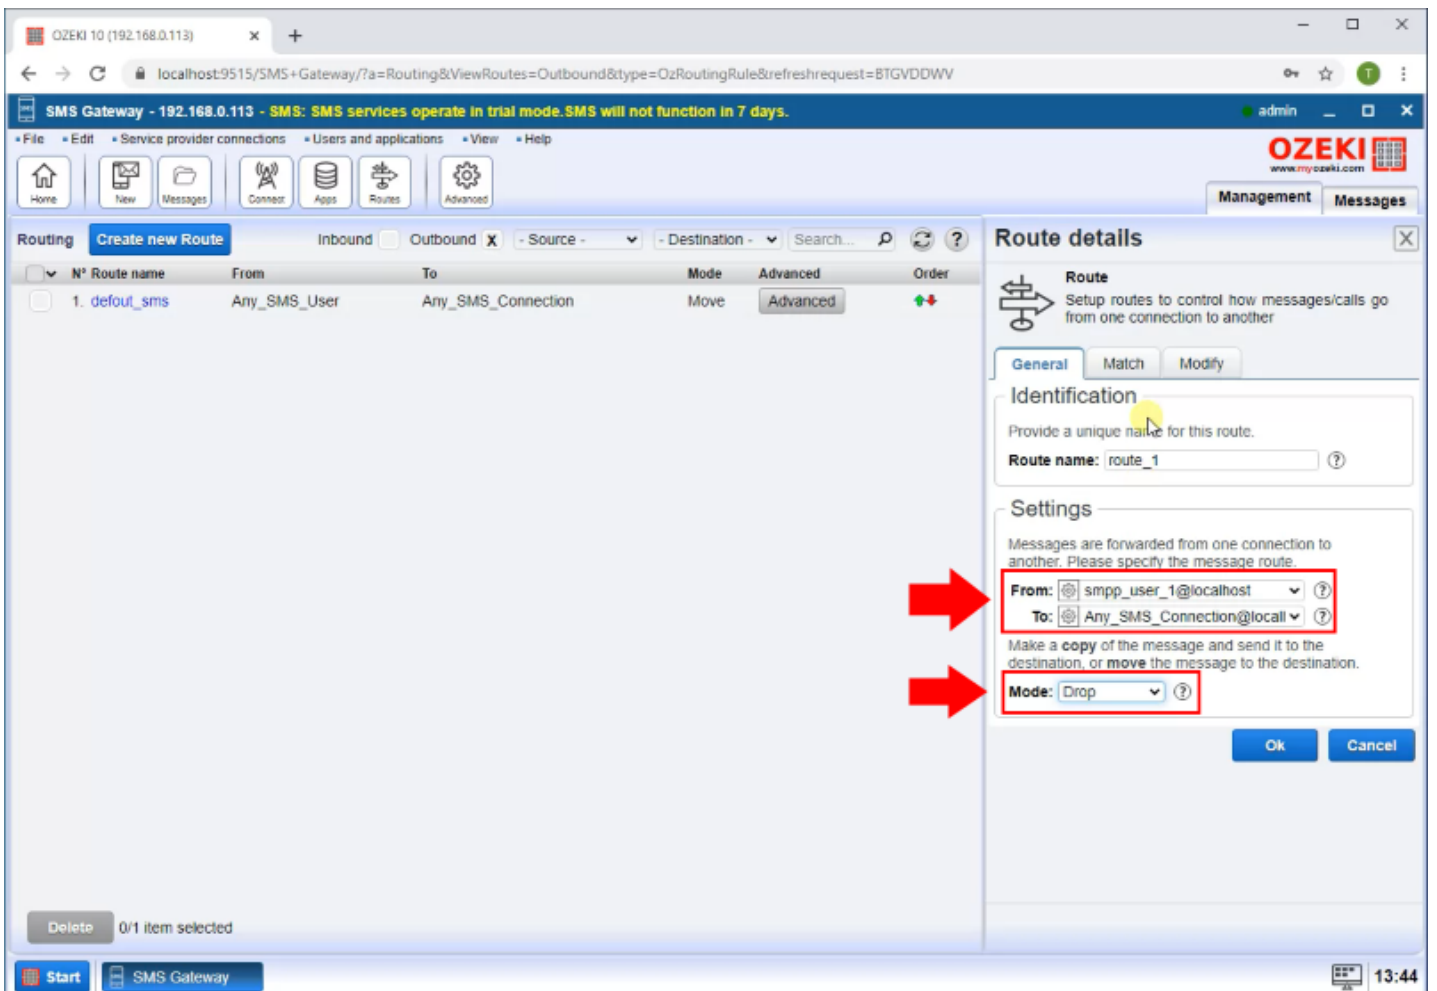 OZEKI 10 (192.168.0.113)
localhost:9515/SMS+Gateway/?a=Routing&ViewRoutes=Outbound&type=OzRoutingRule&refreshrequest=BTGVDDWV
T
SMS Gateway - 192.168.0.113 - SMS: SMS services operate in trial mode.SMS will not function in 7 days.
admin
File Edit Service provider connections Users and applications View Help
OZEKI
www.myozeki.com
Home New Messages Connect Apps Routes Advanced
Management Messages
Routing Create new Route Inbound Outbound X - Source - - Destination - Search... ?
N° Route name From To Mode Advanced Order
1. defout_sms Any_SMS_User Any_SMS_Connection Move Advanced
Route details X
Route
Setup routes to control how messages/calls go
from one connection to another
General Match Modify
Identification
Provide a unique name for this route.
Route name: route_1 ?
Settings
Messages are forwarded from one connection to
another. Please specify the message route.
From: smpp_user_1@localhost ?
To: Any_SMS_Connection@locall ?
Make a copy of the message and send it to the
destination, or move the message to the destination.
Mode: Drop ?
Ok Cancel
Delete 0/1 item selected
Start SMS Gateway 13:44